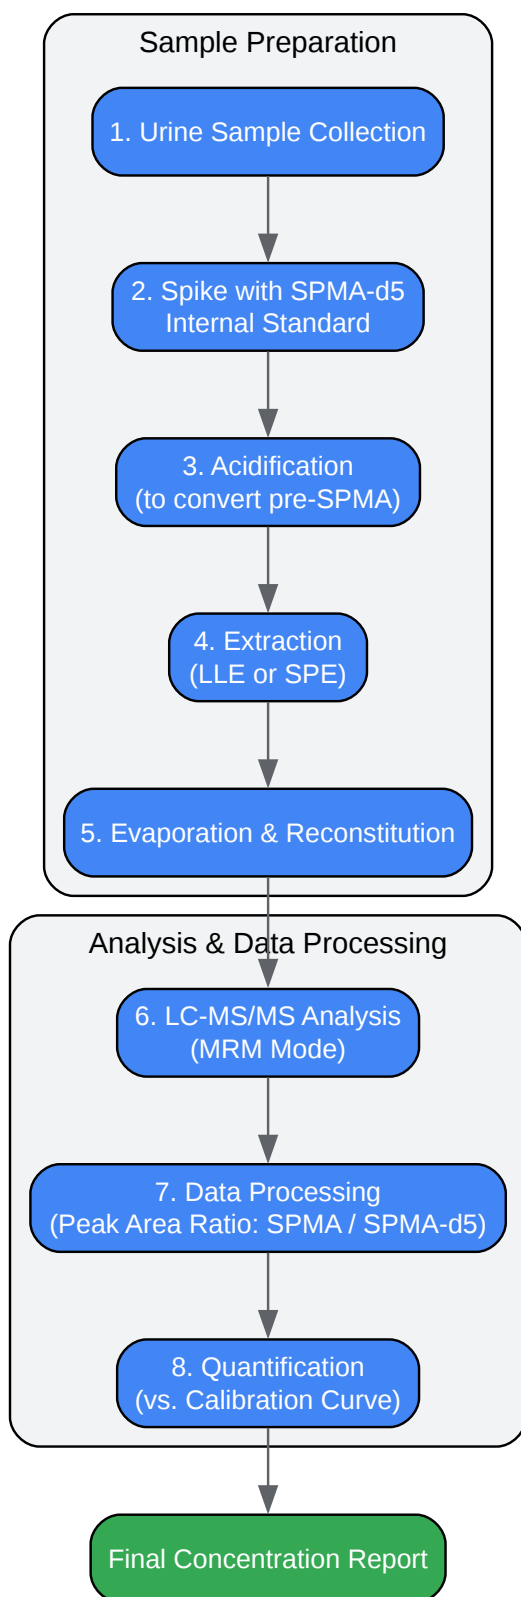 Sample Preparation
1. Urine Sample Collection
2. Spike with SPMA-d5
Internal Standard
3. Acidification
(to convert pre-SPMA)
4. Extraction
(LLE or SPE)
5. Evaporation & Reconstitution
Analysis & Data Processing
6. LC-MS/MS Analysis
(MRM Mode)
7. Data Processing
(Peak Area Ratio: SPMA / SPMA-d5)
8. Quantification
(vs. Calibration Curve)
Final Concentration Report